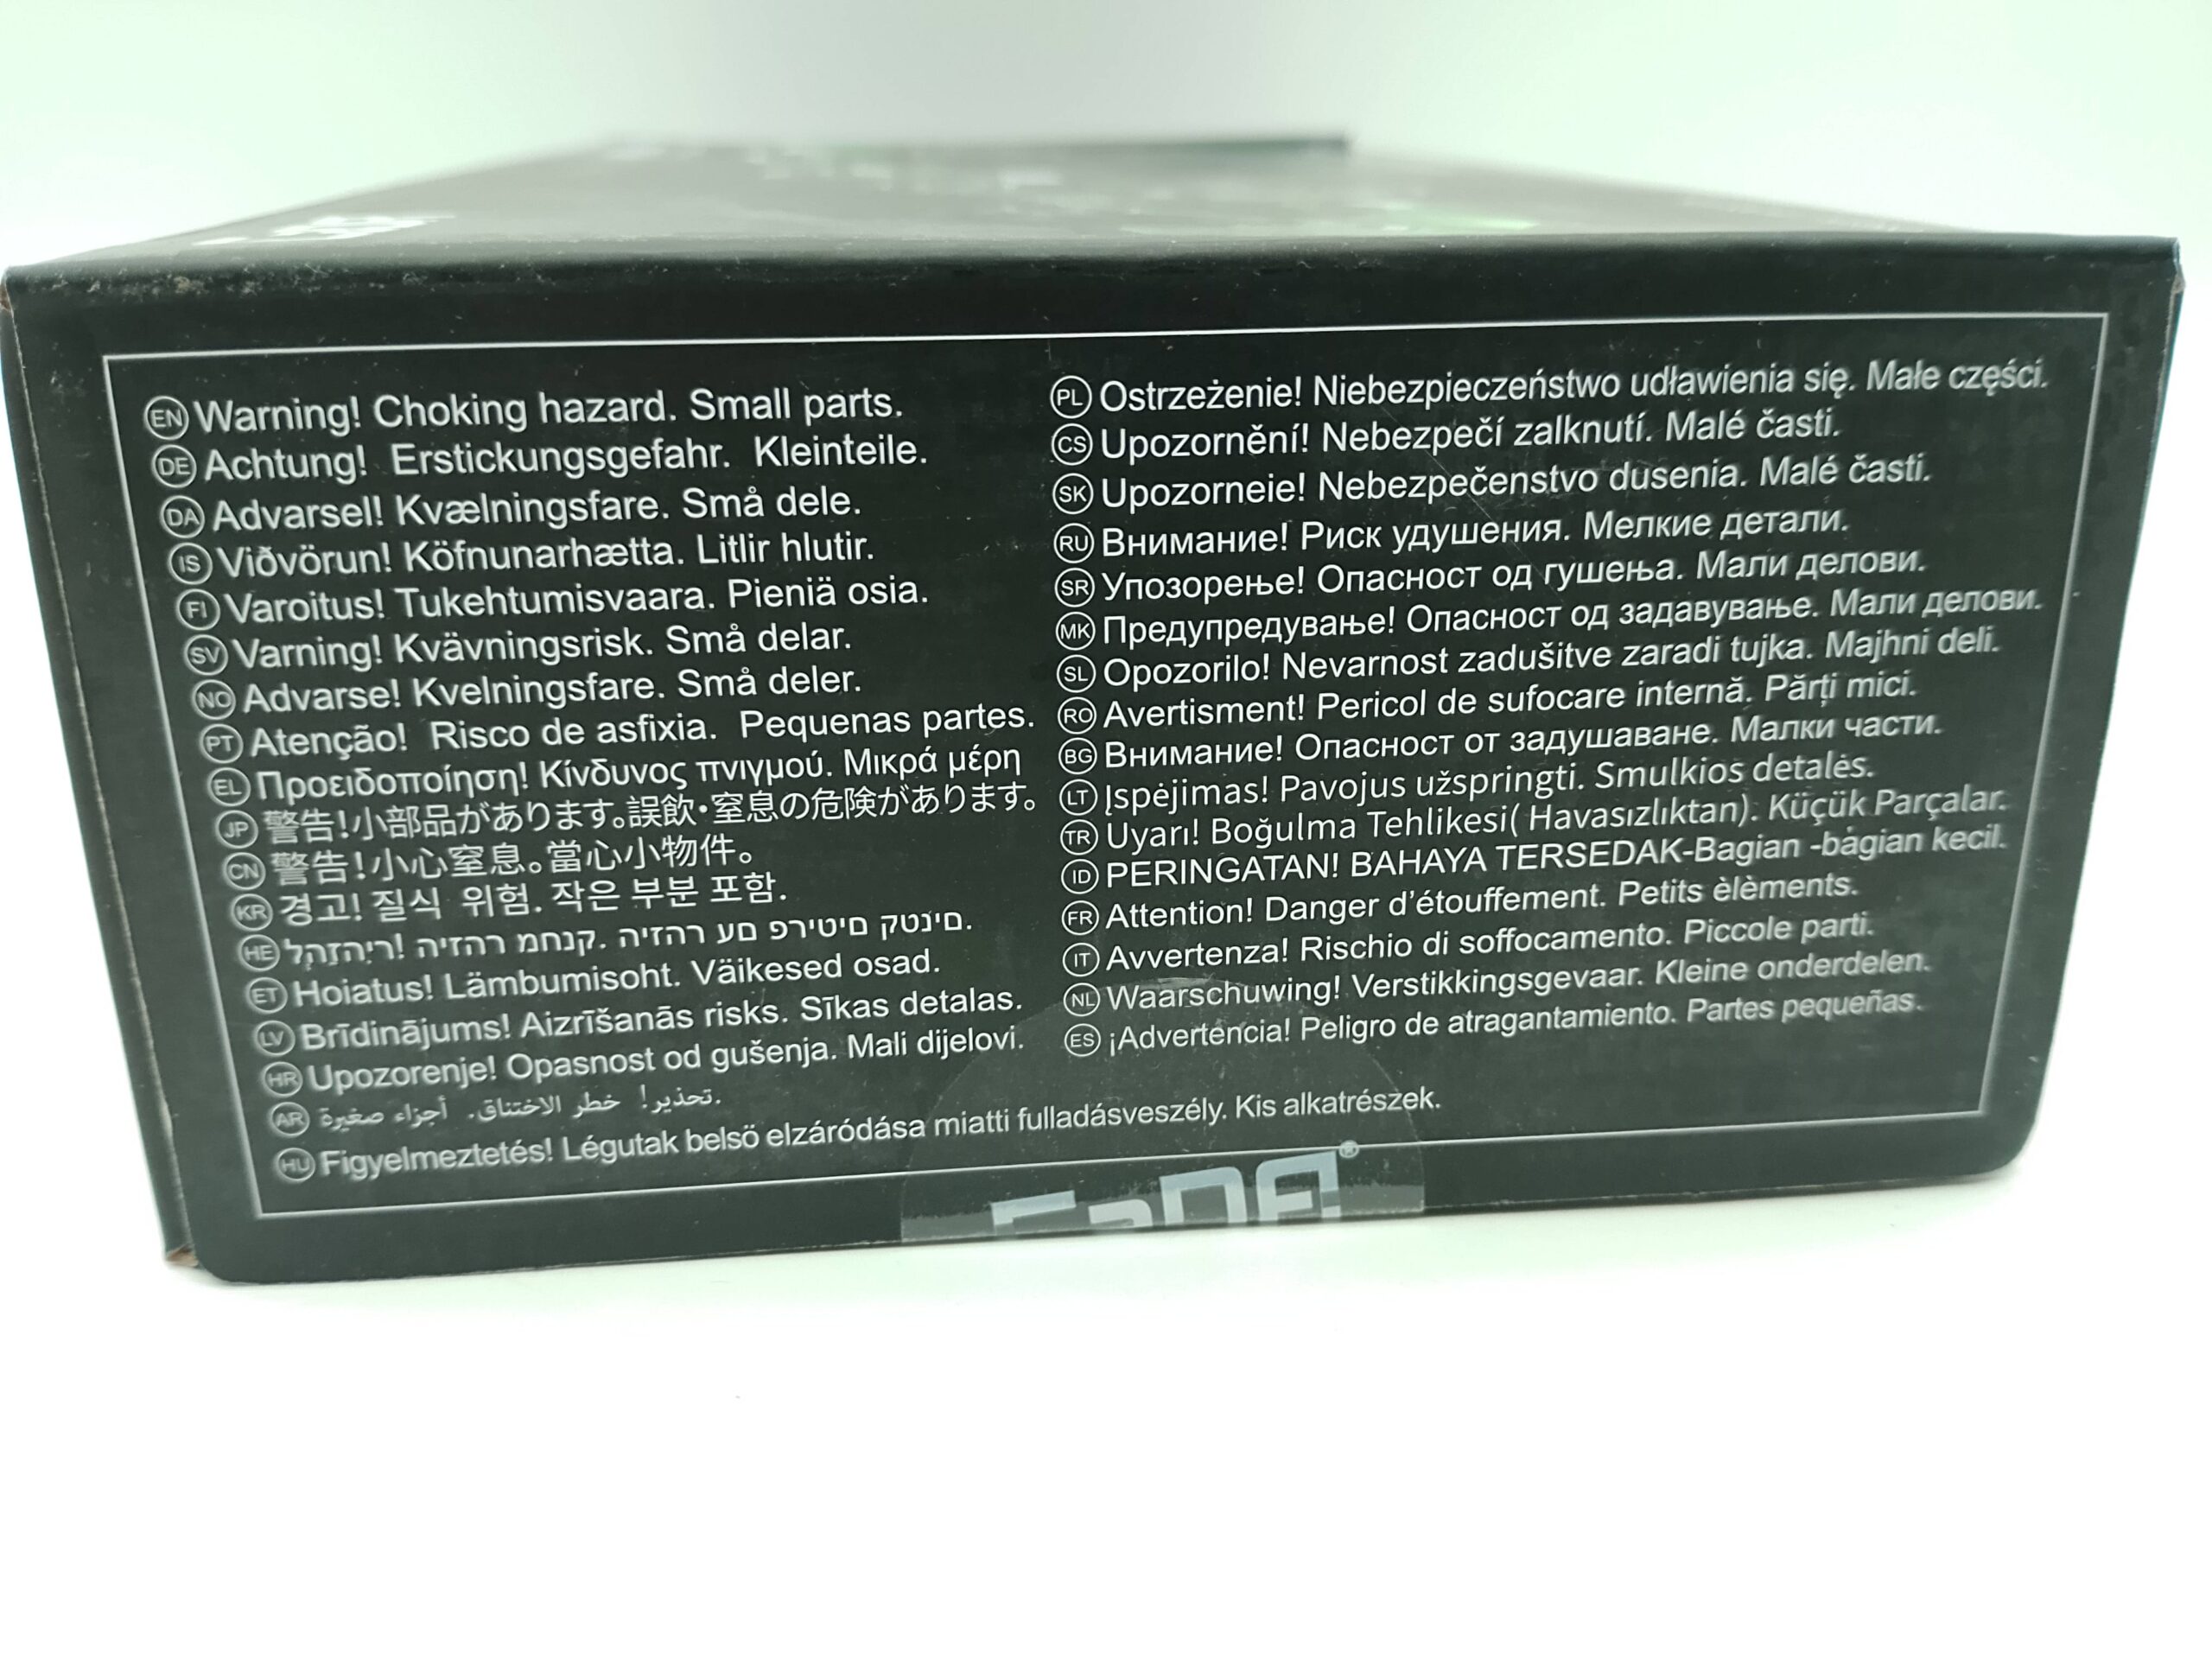 EN Warning! Choking hazard. Small parts.
DE Achtung! Erstickungsgefahr. Kleinteile.
DA Advarsel! Kvælningsfare. Små dele.
IS Viðvörun! Köfnunarhætta. Litlir hlutir.
FI Varoitus! Tukehtumisvaara. Pieniä osia.
SV Varning! Kvävningsrisk. Små delar.
NO Advarse! Kvelningsfare. Små deler.
PT Atenção! Risco de asfixia. Pequenas partes.
EL Προειδοποίηση! Κίνδυνος πνιγμού. Μικρά μέρη
JP 警告!小部品があります。誤飲・窒息の危険があります。
CN 警告!小心窒息。當心小物件。
KR 경고! 질식 위험. 작은 부분 포함.
HE היזהר מחנק. היזהר עם פריטים קטנים.
ET Hoiatus! Lämbumisoht. Väikesed osad.
LV Brīdinājums! Aizrīšanās risks. Sīkas detalas.
HR Upozorenje! Opasnost od gušenja. Mali dijelovi.
AR تحذير! خطر الاختناق. أجزاء صغيرة.
HU Figyelmeztetés! Légutak belsö elzáródása miatti fulladásveszély. Kis alkatrészek.
PL Ostrzeżenie! Niebezpieczeństwo udławienia się. Małe części.
CS Upozornění! Nebezpečí zalknutí. Malé časti.
SK Upozorneie! Nebezpečenstvo dusenia. Malé časti.
RU Внимание! Риск удушения. Мелкие детали.
SR Упозорење! Опасност од гушења. Мали делови.
MK Предупредување! Опасност од задавување. Мали делови.
SL Opozorilo! Nevarnost zadušitve zaradi tujka. Majhni deli.
RO Avertisment! Pericol de sufocare internă. Părți mici.
BG Внимание! Опасност от задушаване. Малки части.
LT Įspėjimas! Pavojus užspringti. Smulkios detalės.
TR Uyarı! Boğulma Tehlikesi( Havasızlıktan). Küçük Parçalar.
ID PERINGATAN! BAHAYA TERSEDAK-Bagian -bagian kecil.
FR Attention! Danger d'étouffement. Petits èlèments.
IT Avvertenza! Rischio di soffocamento. Piccole parti.
NL Waarschuwing! Verstikkingsgevaar. Kleine onderdelen.
ES ¡Advertencia! Peligro de atragantamiento. Partes pequeñas.